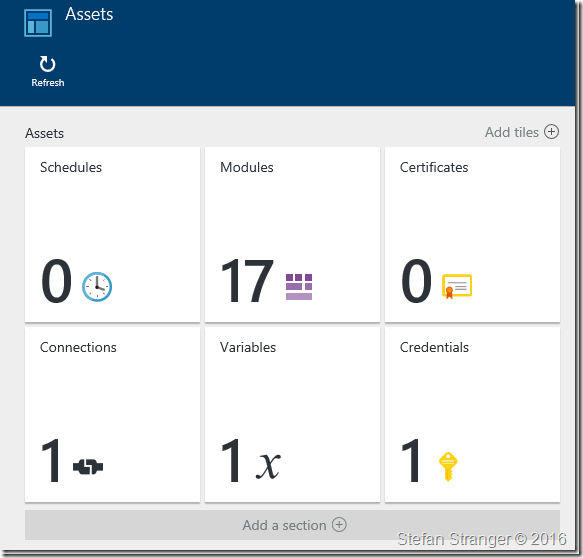 Assets
Refresh
Assets
Add tiles
Schedules
Modules
Certificates
0
17
0
Connections
Variables
Credentials
1
1 x
1
Add a section
Stefan Stranger © 2016